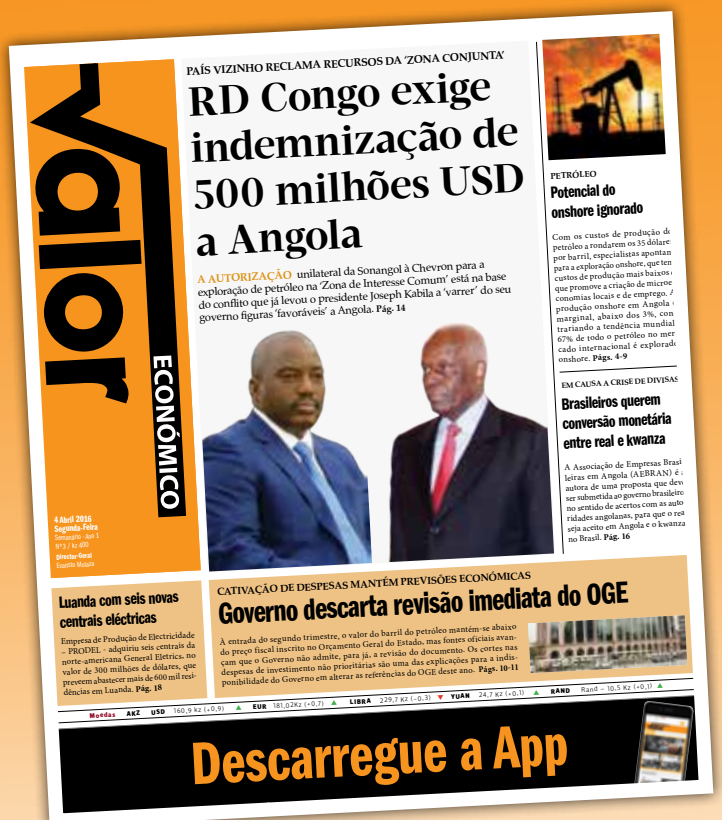 Valor
ECONÓMICO
4 Abril 2016
Segunda-Feira
Semanário - Ano 1
Nº3 / kz 400
Director-Geral
Evaristo Mulaza
PAÍS VIZINHO RECLAMA RECURSOS DA ‘ZONA CONJUNTA’
RD Congo exige
indemnização de
500 milhões USD
a Angola
A AUTORIZAÇÃO unilateral da Sonangol à Chevron para a
exploração de petróleo na ‘Zona de Interesse Comum’ está na base
do conflito que já levou o presidente Joseph Kabila a ‘varrer’ do seu
governo figuras ‘favoráveis’ a Angola. Pág. 14
PETRÓLEO
Potencial do
onshore ignorado
Com os custos de produção de
petróleo a rondarem os 35 dólare
por barril, especialistas apontan
para a exploração onshore, que ten
custos de produção mais baixos
que promove a criação de microe
conomias locais e de emprego. A
produção onshore em Angola
marginal, abaixo dos 3%, con
trariando a tendência mundial
67% de todo o petróleo no mer
cado internacional é explorado
onshore. Págs. 4-9
EM CAUSA A CRISE DE DIVISAS
Brasileiros querem
conversão monetária
entre real e kwanza
A Associação de Empresas Brasi
leiras em Angola (AEBRAN) é
autora de uma proposta que dev
ser submetida ao governo brasileiro
no sentido de acertos com as auto
ridades angolanas, para que o rea
seja aceito em Angola e o kwanza
no Brasil. Pág. 16
Luanda com seis novas
centrais eléctricas
Empresa de Produção de Electricidade
– PRODEL - adquiriu seis centrais da
norte-americana General Eletrics, no
valor de 300 milhões de dólares, que
preveem abastecer mais de 600 mil resi-
dências em Luanda. Pág. 18
CATIVAÇÃO DE DESPESAS MANTÉM PREVISÕES ECONÓMICAS
Governo descarta revisão imediata do OGE
À entrada do segundo trimestre, o valor do barril do petróleo mantém-se abaixo
do preço fiscal inscrito no Orçamento Geral do Estado, mas fontes oficiais avan-
çam que o Governo não admite, para já, a revisão do documento. Os cortes nas
despesas de investimento não prioritárias são uma das explicações para a indis-
ponibilidade do Governo em alterar as referências do OGE deste ano. Págs. 10-11
Moedas AKZ USD 160,9 kz (+0,9) ▲ EUR 181,02Kz (+0,7) ▲ LIBRA 229,7 Kz (-0,3) ▼ YUAN 24,7 Kz (+0,1) ▲ RAND Rand – 10,5 Kz (+0,1) ▲
Descarregue a App